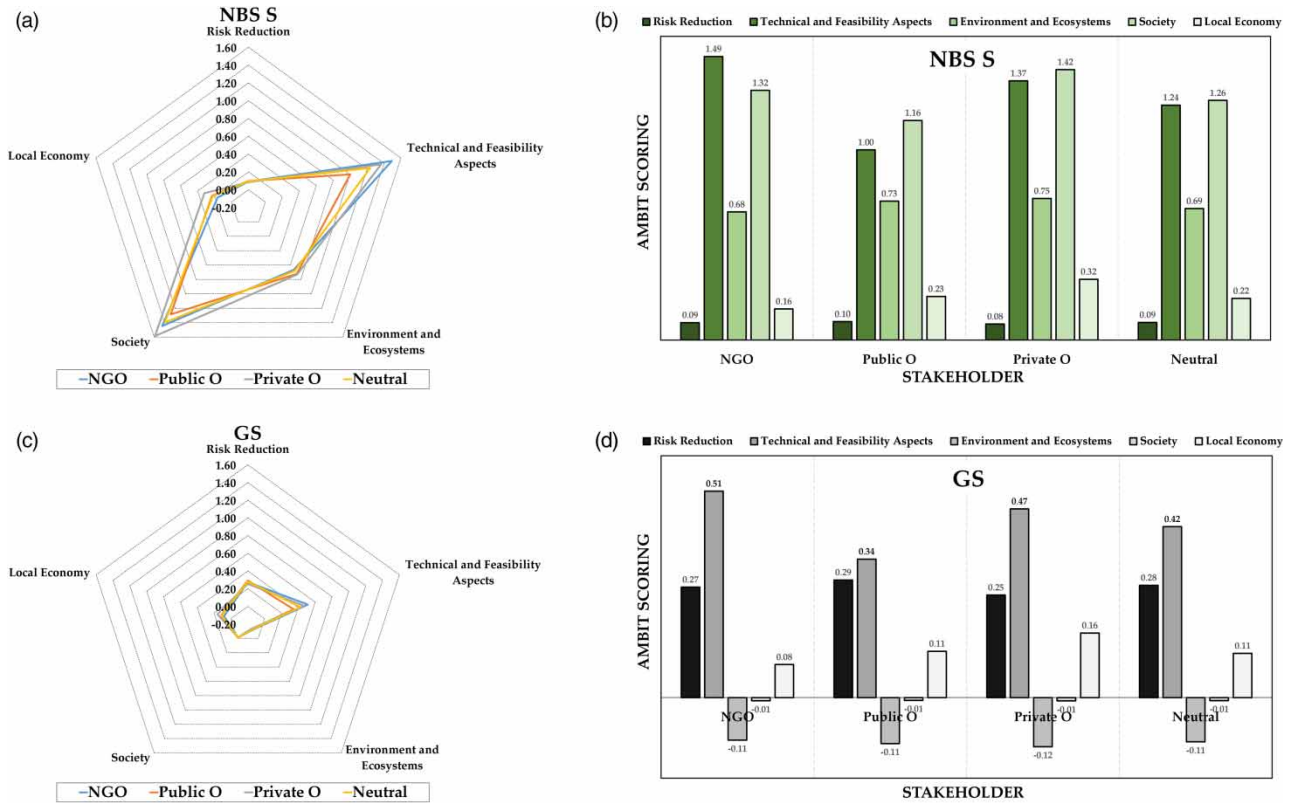 (a)
NBS S
Risk Reduction
1.60
1.40
1.20
1.00
0.80
0.60
0.40
0.20
0.00
-0.20
Technical and Feasibility
Aspects
Environment and
Ecosystems
Society
Local Economy
NGO Public O Private O Neutral
(b)
Risk Reduction Technical and Feasibility Aspects Environment and Ecosystems Society Local Economy
NBS S
AMBIT SCORING
0.09 1.49 0.68 1.32 0.16
0.10 1.00 0.73 1.16 0.23
0.08 1.37 0.75 1.42 0.32
0.09 1.24 0.69 1.26 0.22
NGO Public O Private O Neutral
STAKEHOLDER
(c)
GS
Risk Reduction
1.60
1.40
1.20
1.00
0.80
0.60
0.40
0.20
0.00
-0.20
Technical and Feasibility
Aspects
Environment and
Ecosystems
Society
Local Economy
NGO Public O Private O Neutral
(d)
Risk Reduction Technical and Feasibility Aspects Environment and Ecosystems Society Local Economy
GS
AMBIT SCORING
0.27 0.51 -0.11 -0.01 0.08
0.29 0.34 -0.11 -0.01 0.11
0.25 0.47 -0.12 -0.01 0.16
0.28 0.42 -0.11 -0.01 0.11
NGO Public O Private O Neutral
STAKEHOLDER